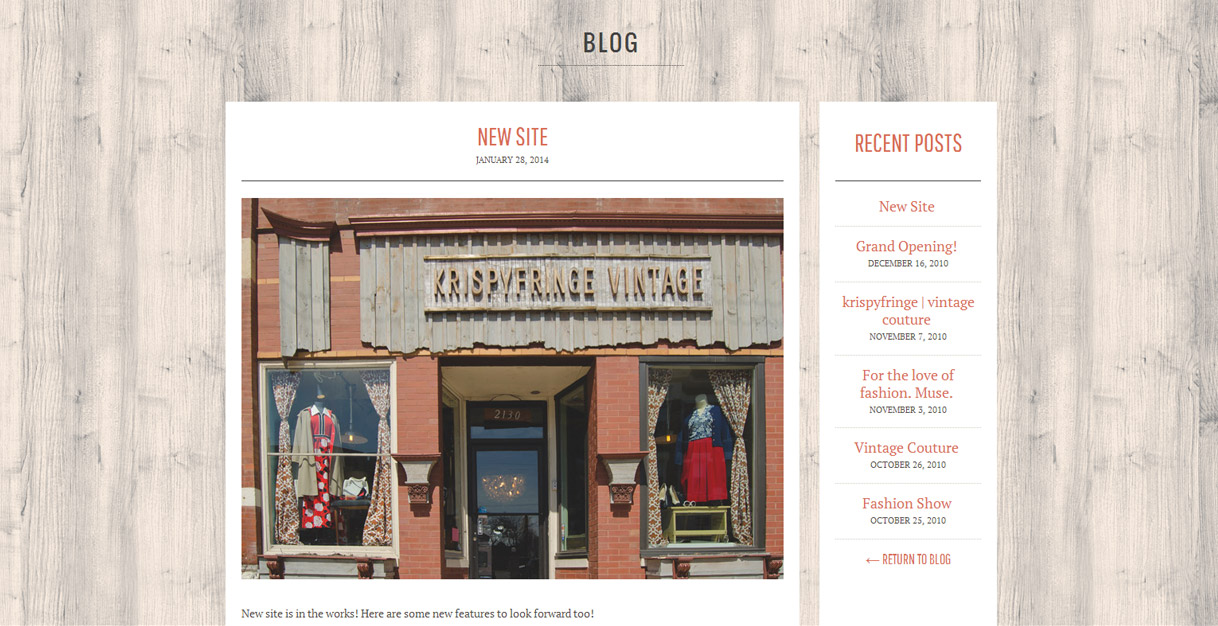 BLOG
NEW SITE
JANUARY 28, 2014
KRISPYFRINGE VINTAGE
2130
New site is in the works! Here are some new features to look forward too!
RECENT POSTS
New Site
Grand Opening!
DECEMBER 16, 2010
krispyfringe | vintage
couture
NOVEMBER 7, 2010
For the love of
fashion. Muse.
NOVEMBER 3, 2010
Vintage Couture
OCTOBER 26, 2010
Fashion Show
OCTOBER 25, 2010
← RETURN TO BLOG